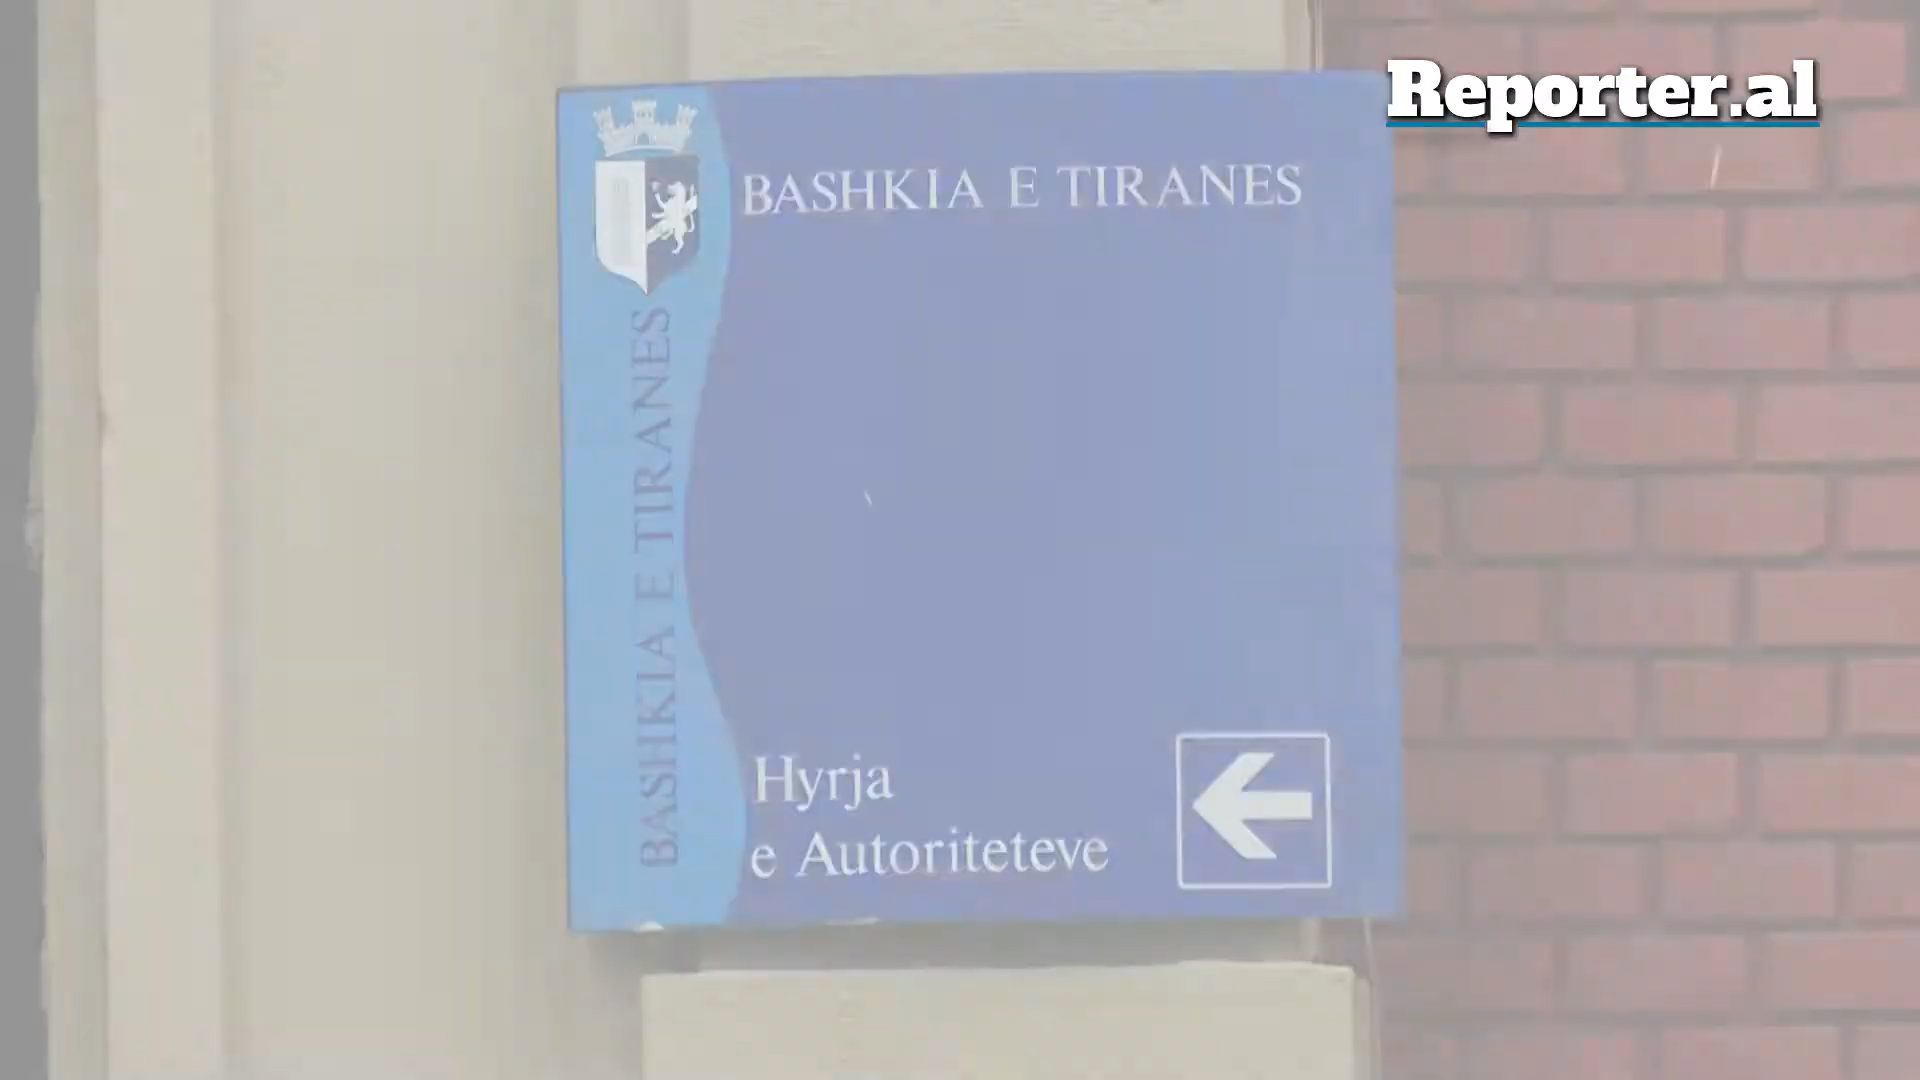 Reporter.al
BASHKIA E TIRANES
BASHKIA E TIRANES
Hyrja
e Autoriteteve